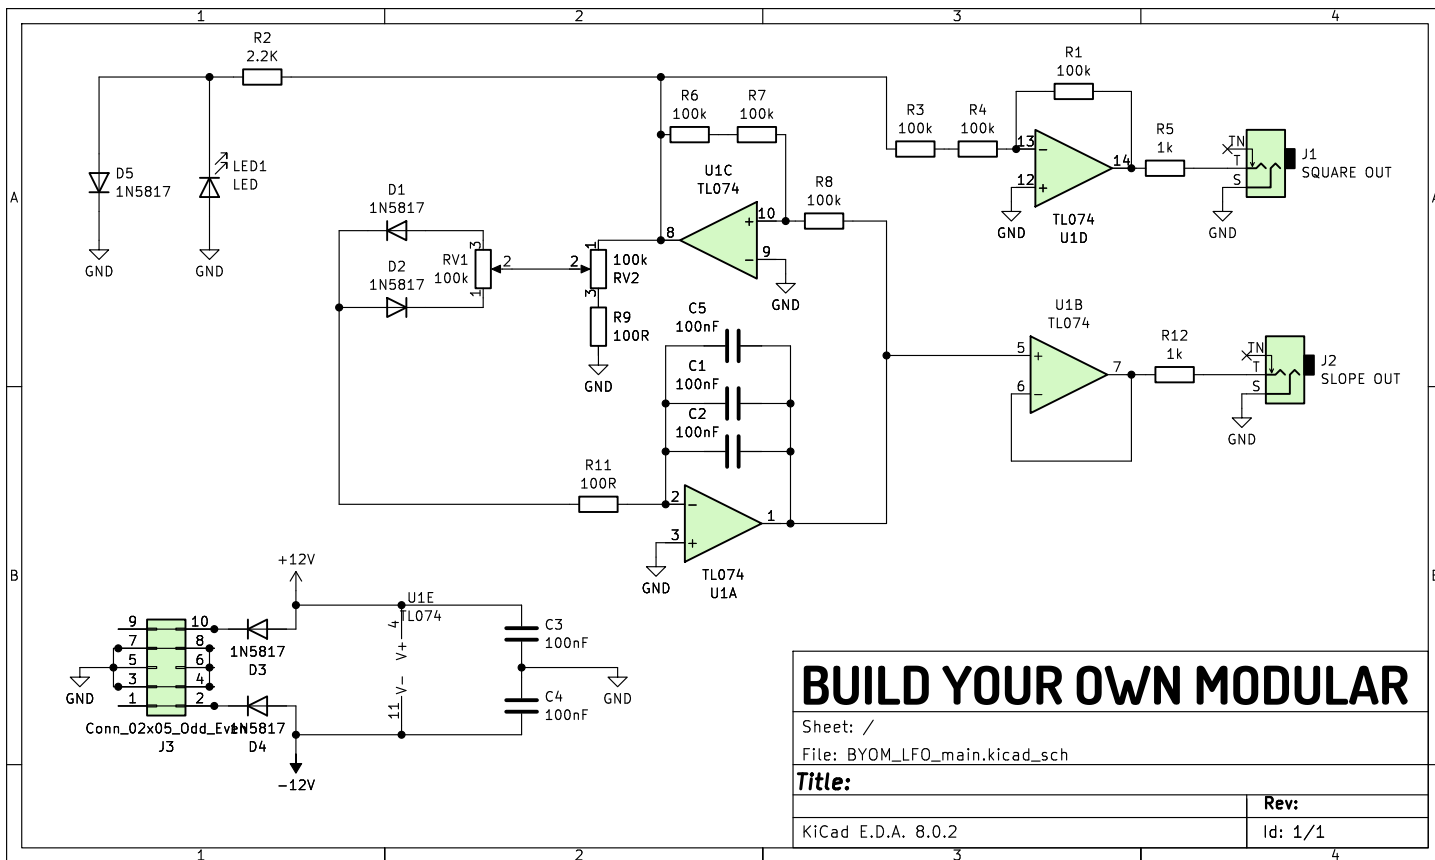 1 2 3 4
R2
2.2K
D5
1N5817
GND
LED1
LED
GND
D1
1N5817
D2
1N5817
3
RV1
100k
1
2
2
1
100k
RV2
3
R9
100R
GND
R6
100k
R7
100k
U1C
TL074
8
10
+
9
-
GND
R8
100k
R3
100k
R4
100k
R1
100k
13
-
12
+
14
GND
TL074
U1D
R5
1k
TN
T
S
J1
SQUARE OUT
GND
A
A
C5
100nF
C1
100nF
C2
100nF
R11
100R
2
-
3
+
1
GND
TL074
U1A
U1B
TL074
5
+
6
-
7
R12
1k
TN
T
S
J2
SLOPE OUT
GND
B
B
+12V
9 10
7 8
5 6
3 4
1 2
GND
1N5817
D3
Conn_02x05_Odd_Even
J3
1N5817
D4
-12V
U1E
TL074
4
V+
V-
11
C3
100nF
C4
100nF
GND
BUILD YOUR OWN MODULAR
Sheet: /
File: BYOM_LFO_main.kicad_sch
Title:
Rev:
KiCad E.D.A. 8.0.2
Id: 1/1
1 2 3 4